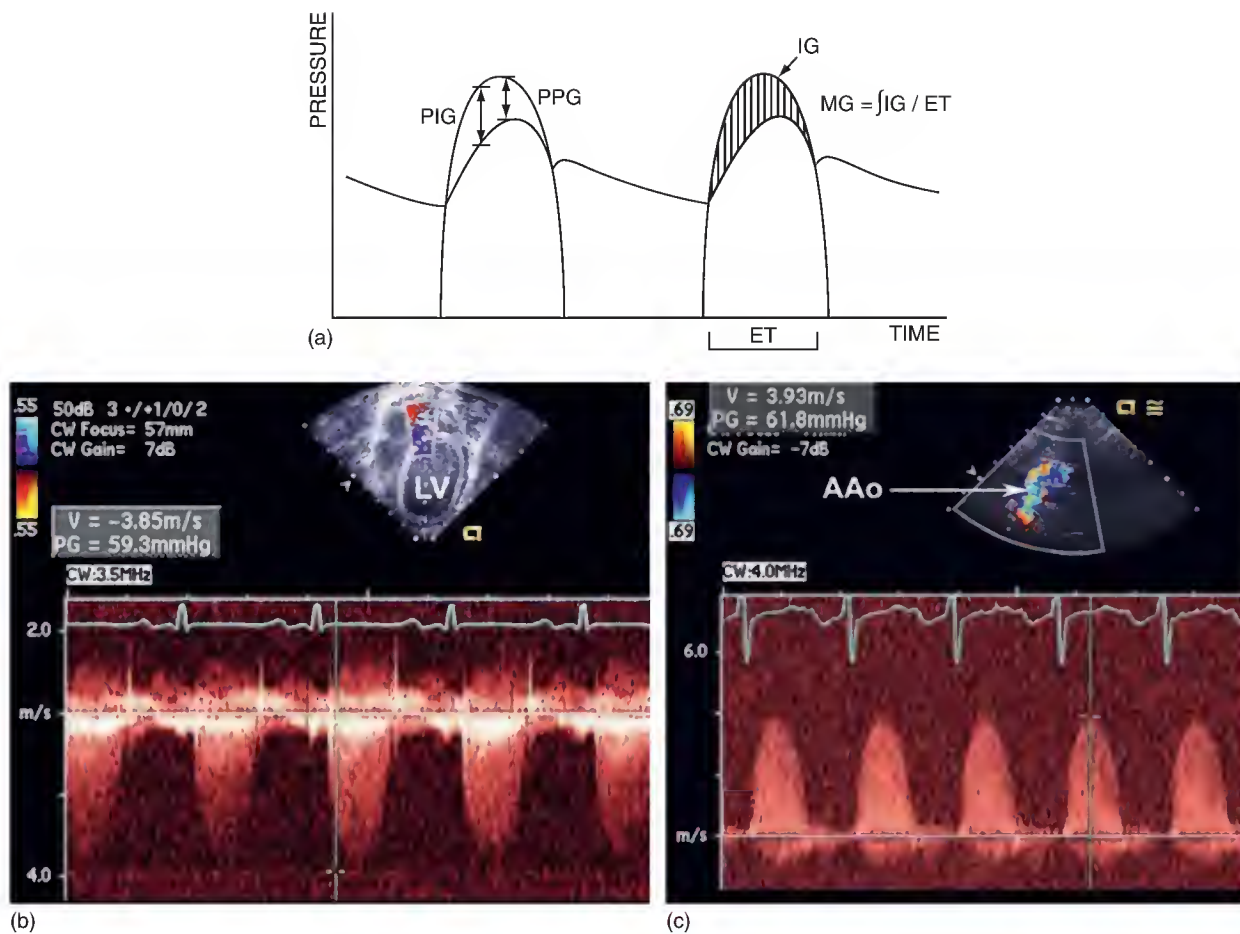 PRESSURE
PIG
PPG
IG
MG = ∫IG / ET
(a)
ET
TIME
.55
50dB 3 •/+1/0/2
CW Focus= 57mm
CW Gain= 7dB
.55
V = -3.85m/s
PG = 59.3mmHg
LV
CW:3.5MHz
2.0
m/s
4.0
(b)
V = 3.93m/s
PG = 61.8mmHg
.69
CW Gain= -7dB
AAo
.69
CW:4.0MHz
6.0
m/s
(c)